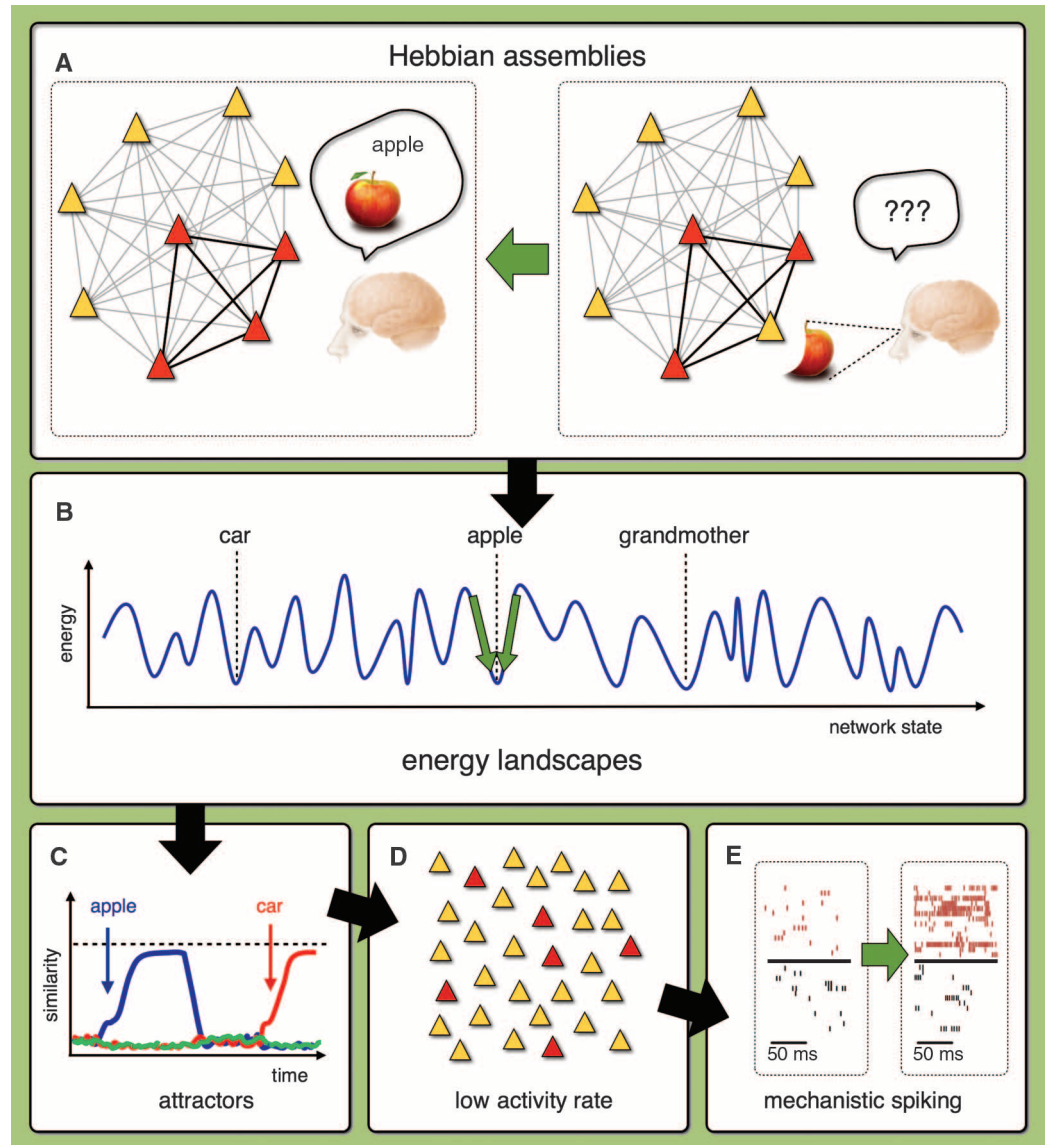 A
Hebbian assemblies
apple
???
B
car
apple
grandmother
energy
network state
energy landscapes
C
apple
car
similarity
time
attractors
D
low activity rate
E
50 ms
50 ms
mechanistic spiking